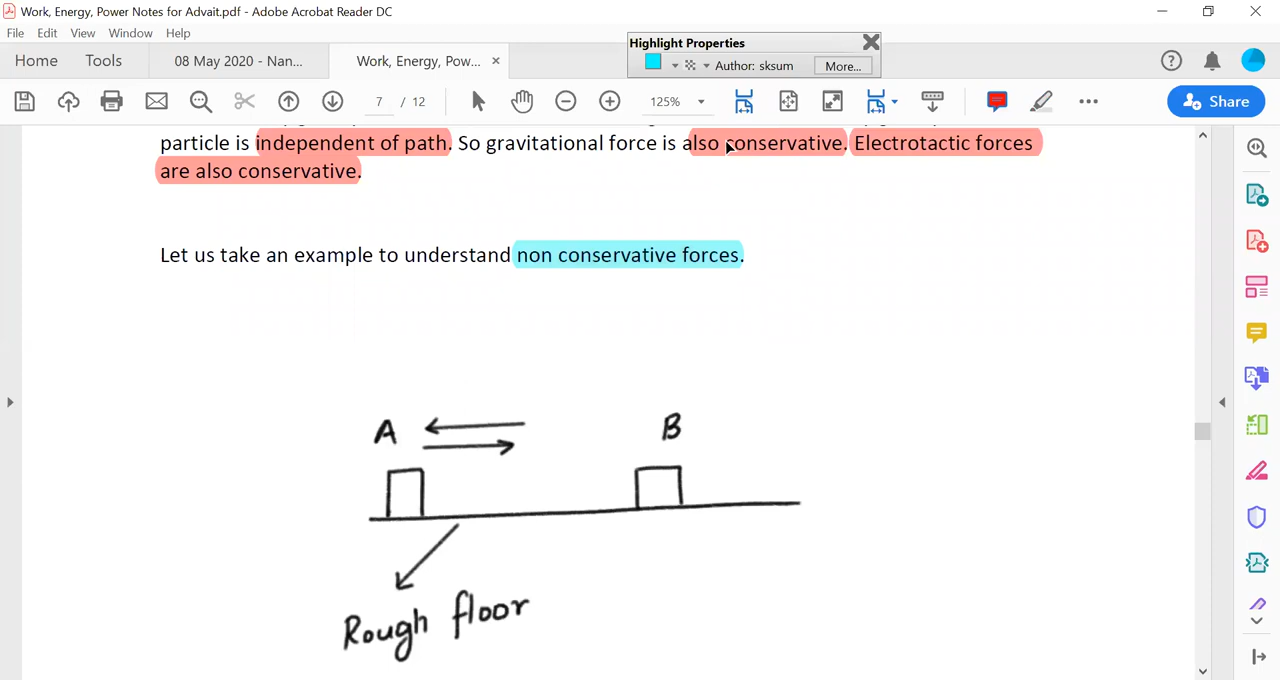 Work, Energy, Power Notes for Advait.pdf - Adobe Acrobat Reader DC
File Edit View Window Help
Highlight Properties
Home Tools 08 May 2020 - Nan... Work, Energy, Pow... ×
Author: sksum More...
7 / 12 125% Share
particle is independent of path. So gravitational force is also conservative. Electrotactic forces
are also conservative.
Let us take an example to understand non conservative forces.
A B
Rough floor